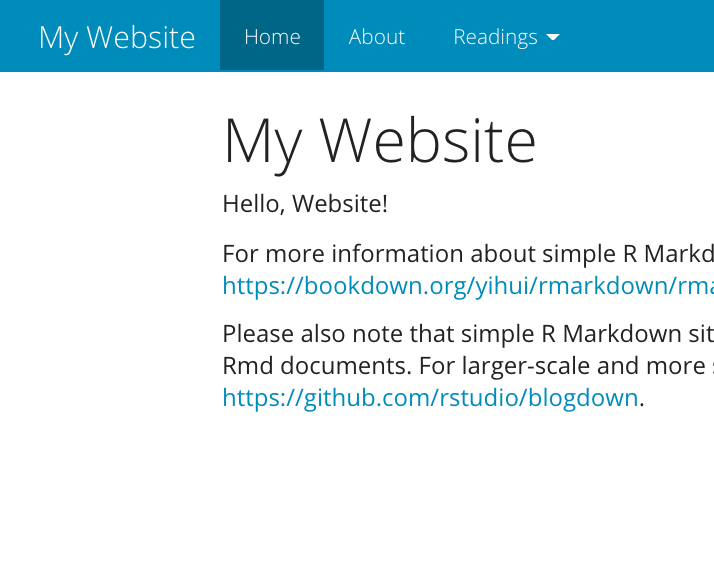 My Website Home About Readings
My Website
Hello, Website!
For more information about simple R Markd
https://bookdown.org/yihui/rmarkdown/rma
Please also note that simple R Markdown sit
Rmd documents. For larger-scale and more s
https://github.com/rstudio/blogdown.